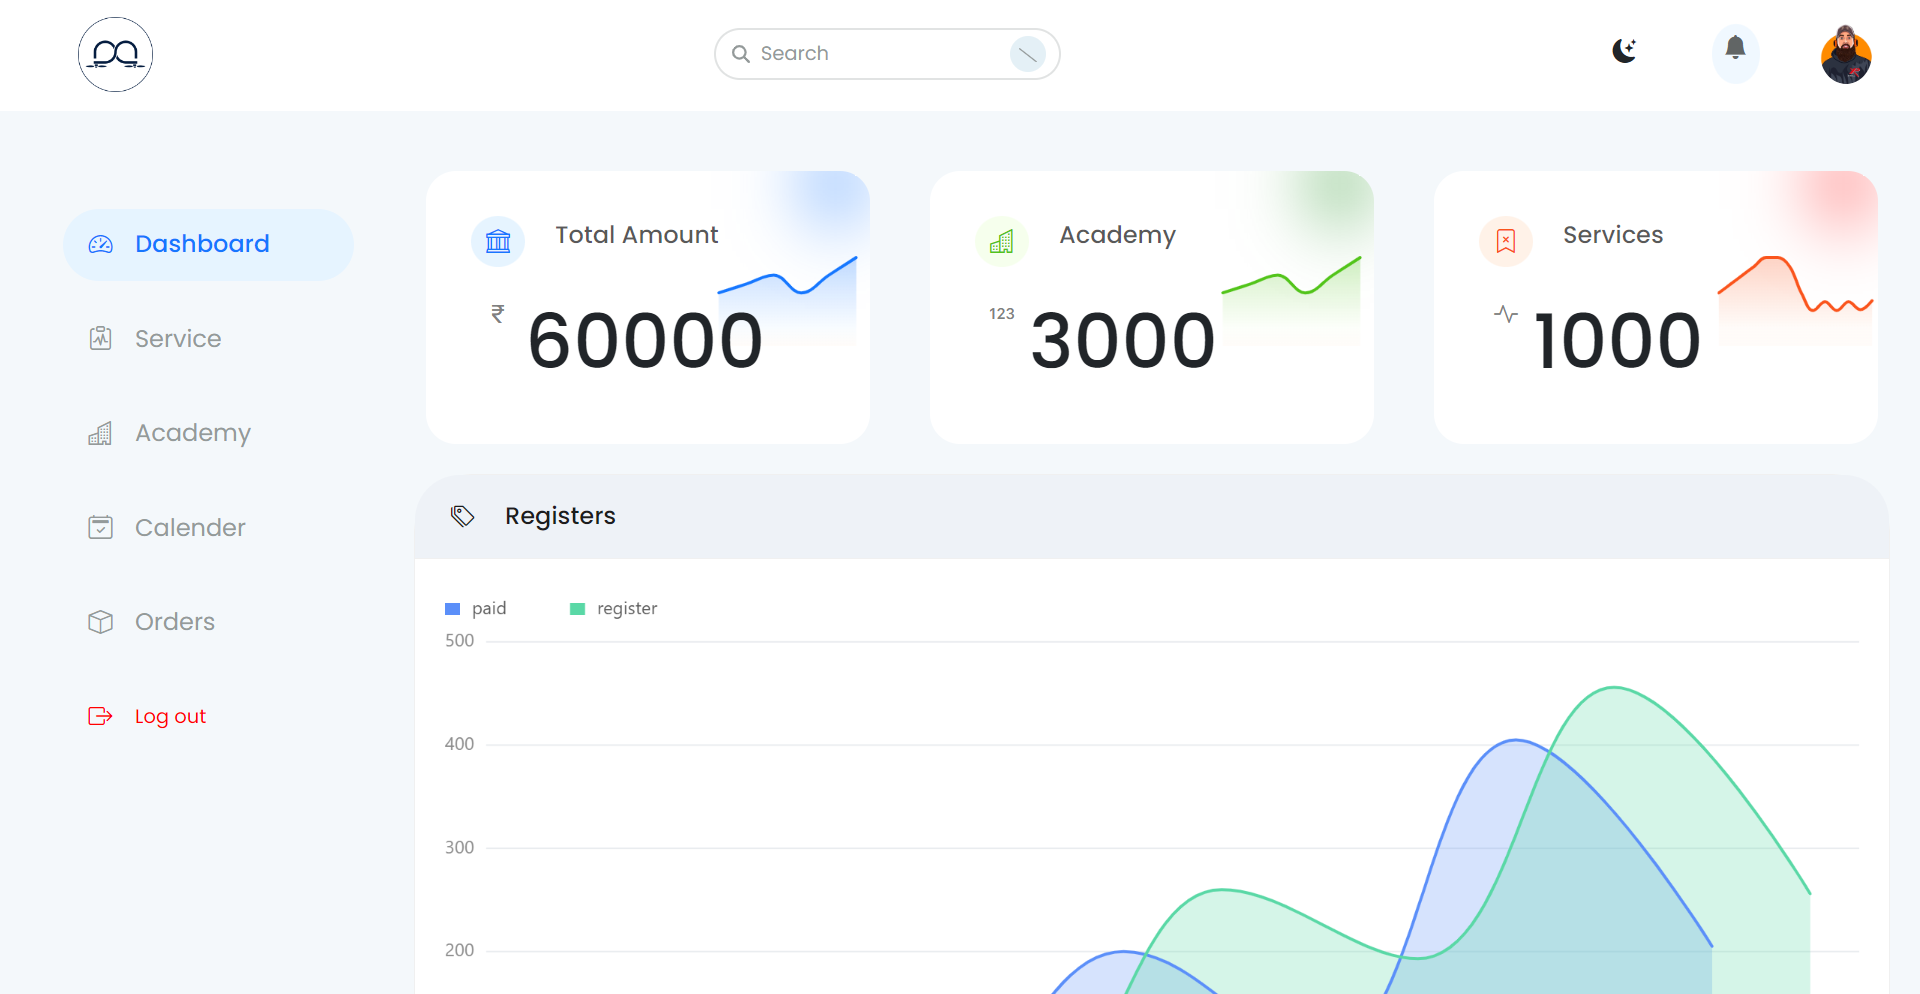 Search
Dashboard
Service
Academy
Calender
Orders
Log out
Total Amount
₹ 60000
Academy
123 3000
Services
1000
Registers
paid register
500
400
300
200